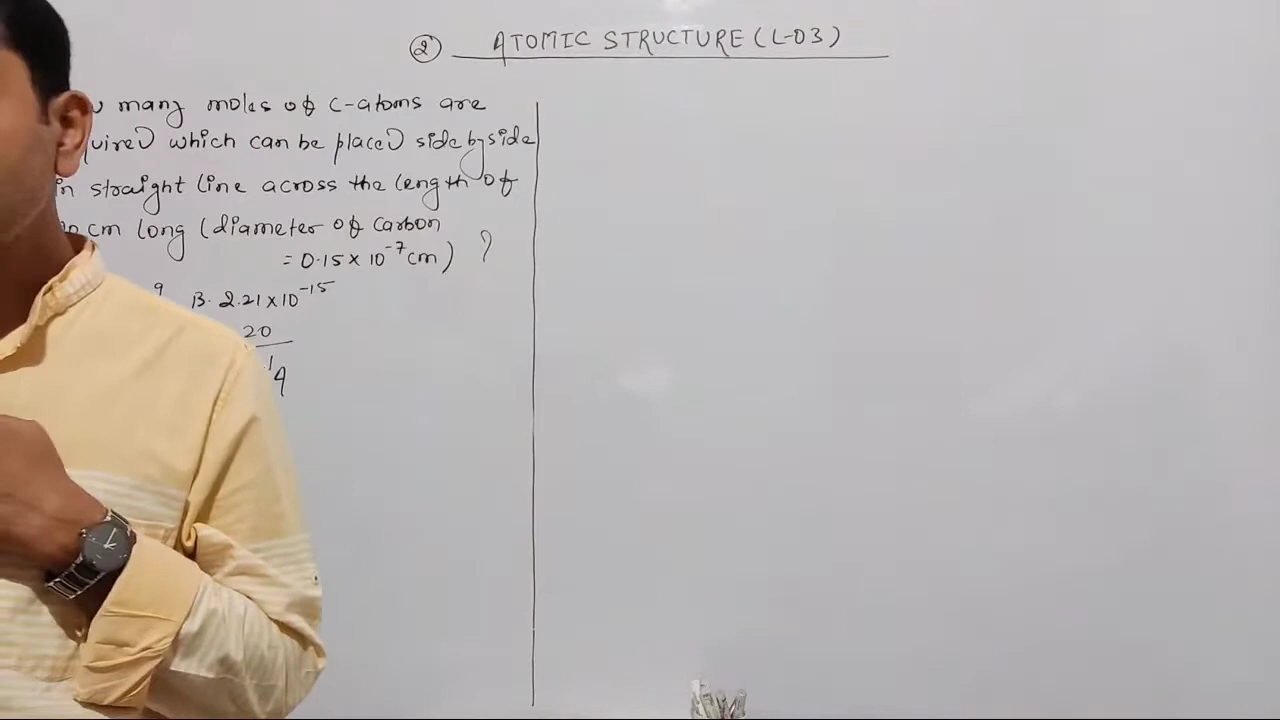 ② ATOMIC STRUCTURE (L-03)
many moles of C-atoms are
which can be placed side by side
in straight line across the length of
cm long (diameter of carbon
= 0.15 × 10⁻⁷ cm) ?
9 B. 2.21 × 10⁻¹⁵
20